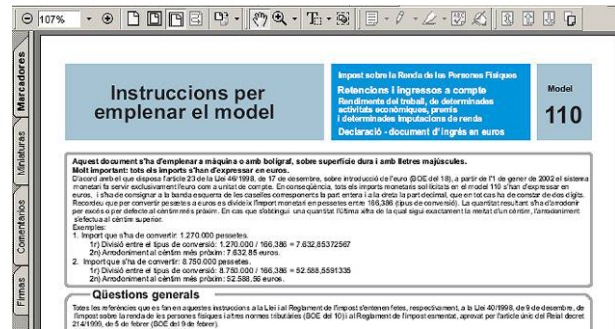 107%
Marcadores
Miniaturas
Comentarios
Firmas
Instruccions per
emplenar el model
Impost sobre la Renda de les Persones Físiques
Retencions i ingressos a compte
Rendiments del treball, de determinades
activitats econòmiques, premis
i determinades imputacions de renda
Declaració - document d'ingrés en euros
Model
110
Aquest document s'ha d'emplenar a màquina o amb bolígraf, sobre superfície dura i amb lletres majúscules.
Molt important: tots els imports s'han d'expressar en euros.
D'acord amb el que disposa l'article 23 de la Llei 46/1998, de 17 de desembre, sobre introducció de l'euro (BOE del 18), a partir de l'1 de gener de 2002 el sistema
monetari fa servir exclusivament l'euro com a unitat de compte. En conseqüència, tots els imports monetaris sol·licitats en el model 110 s'han d'expressar en
euros, i s'ha de consignar a la banda esquerra de les caselles corresponents la part entera i a la dreta la part decimal, que en tot cas ha de constar de dos dígits.
Recordeu que per convertir pessetes a euros es divideix l'import monetari en pessetes entre 166,386 (tipus de conversió). La quantitat resultant s'ha d'arrodonir
per excés o per defecte al cèntim més pròxim. En cas que s'obtingui una quantitat l'última xifra de la qual sigui exactament la meitat d'un cèntim, l'arrodoniment
s'efectua al cèntim superior.
Exemples:
1. Import que s'ha de convertir: 1.270.000 pessetes.
1r) Divisió entre el tipus de conversió: 1.270.000 / 166,386 = 7.632,85372567
2n) Arrodoniment al cèntim més pròxim: 7.632,85 euros.
2. Import que s'ha de convertir: 8.750.000 pessetes.
1r) Divisió entre el tipus de conversió: 8.750.000 / 166,386 = 52.588,5591335
2n) Arrodoniment al cèntim més pròxim: 52.588,56 euros.
Qüestions generals
Totes les referències que es fan en aquestes instruccions a la Llei i al Reglament de l'impost s'entenen fetes, respectivament, a la Llei 40/1998, de 9 de desembre, de
l'impost sobre la renda de les persones físiques i altres normes tributàries (BOE del 10) i al Reglament de l'impost esmentat, aprovat per l'article únic del Reial decret
214/1999, de 5 de febrer (BOE del 9 de febrer).